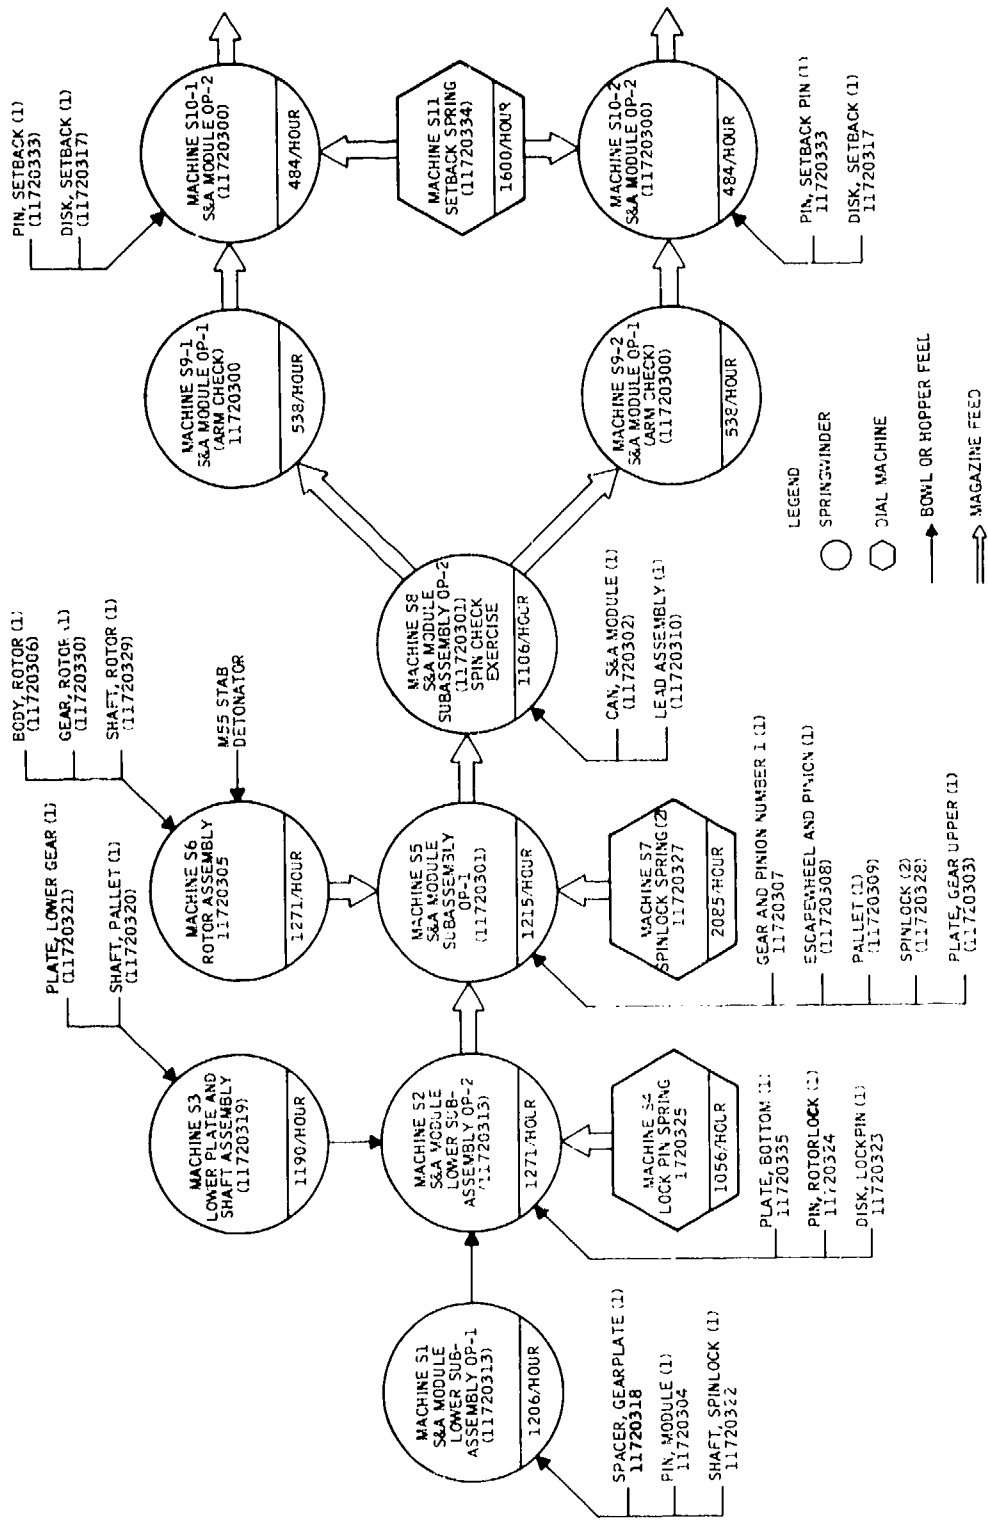 SPACER, GEARPLATE (1)
11720318
PIN, MODULE (1)
11720304
SHAFT, SPINLOCK (1)
11720322
MACHINE S1
S&A MODULE
LOWER SUB-
ASSEMBLY OP-1
(11720313)
1206/HOUR
PLATE, LOWER GEAR (1)
(11720321)
SHAFT, PALLET (1)
(11720320)
MACHINE S3
LOWER PLATE AND
SHAFT ASSEMBLY
(11720319)
1190/HOUR
MACHINE S2
S&A MODULE
LOWER SUB-
ASSEMBLY OP-2
(11720313)
1271/HOUR
MACHINE S4
LOCK PIN SPRING
1720325
1056/HOUR
PLATE, BOTTOM (1)
11720335
PIN, ROTORLOCK (1)
11720324
DISK, LOCKPIN (1)
11720323
BODY, ROTOR (1)
(11720306)
GEAR, ROTOR (1)
(11720330)
SHAFT, ROTOR (1)
(11720329)
M55 STAB
DETONATOR
MACHINE S6
ROTOR ASSEMBLY
11720305
1271/HOUR
MACHINE S5
S&A MODULE
SUBASSEMBLY
OP-1
(11720301)
1215/HOUR
MACHINE S7
SPINLOCK SPRING (2)
11720327
2085/HOUR
GEAR AND PINION NUMBER 1 (1)
11720307
ESCAPEWHEEL AND PINION (1)
(11720308)
PALLET (1)
(11720309)
SPINLOCK (2)
(11720328)
PLATE, GEAR UPPER (1)
(11720303)
MACHINE S8
S&A MODULE
SUBASSEMBLY OP-2
(11720301)
SPIN CHECK
EXERCISE
1106/HOUR
CAN, S&A MODULE (1)
(11720302)
LEAD ASSEMBLY (1)
(11720310)
MACHINE S9-1
S&A MODULE OP-1
(ARM CHECK)
11720300
538/HOUR
MACHINE S9-2
S&A MODULE OP-1
(ARM CHECK)
(11720300)
538/HOUR
PIN, SETBACK (1)
(11720333)
DISK, SETBACK (1)
(11720317)
MACHINE S10-1
S&A MODULE OP-2
(11720300)
484/HOUR
MACHINE S11
SETBACK SPRING
(11720334)
1600/HOUR
MACHINE S10-2
S&A MODULE OP-2
(11720300)
484/HOUR
PIN, SETBACK PIN (1)
11720333
DISK, SETBACK (1)
11720317
LEGEND
SPRINGWINDER
DIAL MACHINE
BOWL OR HOPPER FEEL
MAGAZINE FEED